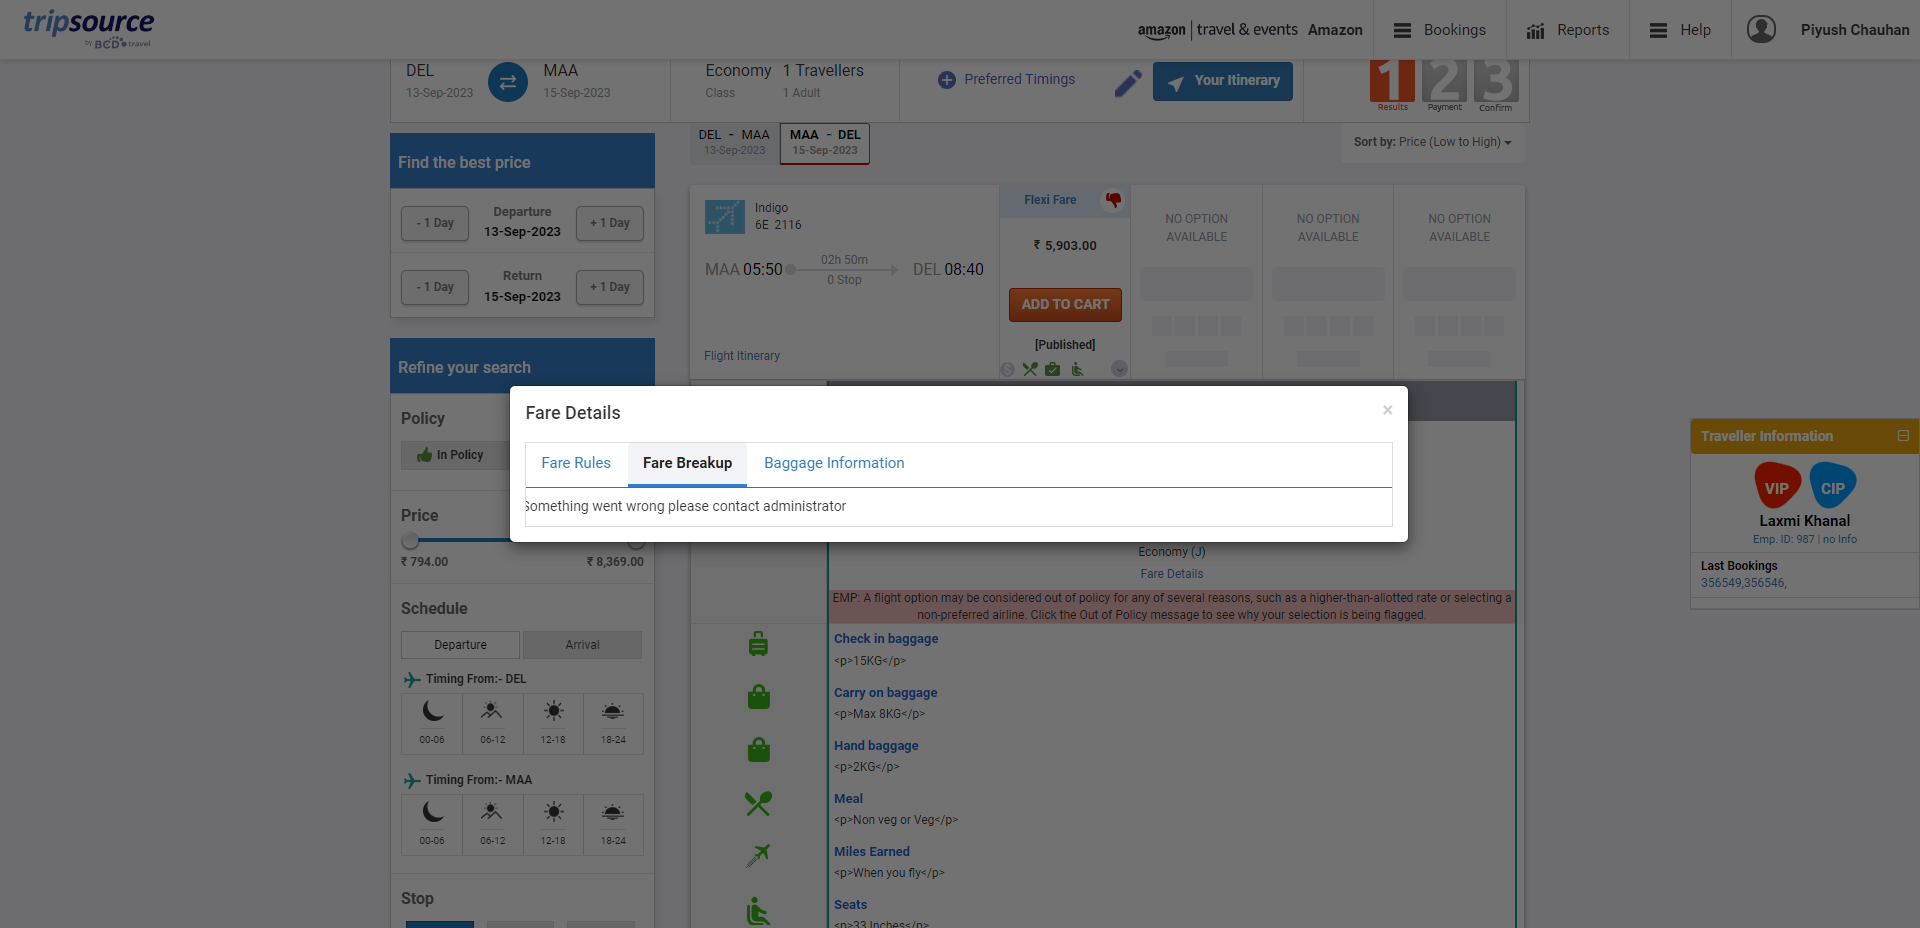 tripsource
by BCD travel
amazon | travel & events Amazon
Bookings
Reports
Help
Piyush Chauhan
DEL
13-Sep-2023
MAA
15-Sep-2023
Economy
Class
1 Travellers
1 Adult
Preferred Timings
Your Itinerary
1 2 3
Results Payment Confirm
DEL - MAA
13-Sep-2023
MAA - DEL
15-Sep-2023
Sort by: Price (Low to High)
Find the best price
- 1 Day
Departure
13-Sep-2023
+ 1 Day
- 1 Day
Return
15-Sep-2023
+ 1 Day
Refine your search
Policy
In Policy
Price
₹ 794.00
₹ 8,369.00
Schedule
Departure
Arrival
Timing From:- DEL
00-06 06-12 12-18 18-24
Timing From:- MAA
00-06 06-12 12-18 18-24
Stop
Indigo
6E 2116
MAA 05:50
02h 50m
0 Stop
DEL 08:40
Flight Itinerary
Flexi Fare
₹ 5,903.00
ADD TO CART
[Published]
NO OPTION
AVAILABLE
NO OPTION
AVAILABLE
NO OPTION
AVAILABLE
Fare Details
×
Fare Rules
Fare Breakup
Baggage Information
Something went wrong please contact administrator
Economy (J)
Fare Details
EMP: A flight option may be considered out of policy for any of several reasons, such as a higher-than-allotted rate or selecting a
non-preferred airline. Click the Out of Policy message to see why your selection is being flagged.
Check in baggage
<p>15KG</p>
Carry on baggage
<p>Max 8KG</p>
Hand baggage
<p>2KG</p>
Meal
<p>Non veg or Veg</p>
Miles Earned
<p>When you fly</p>
Seats
<p>33 Inches</p>
Traveller Information
VIP
CIP
Laxmi Khanal
Emp. ID: 987 | no Info
Last Bookings
356549,356546,